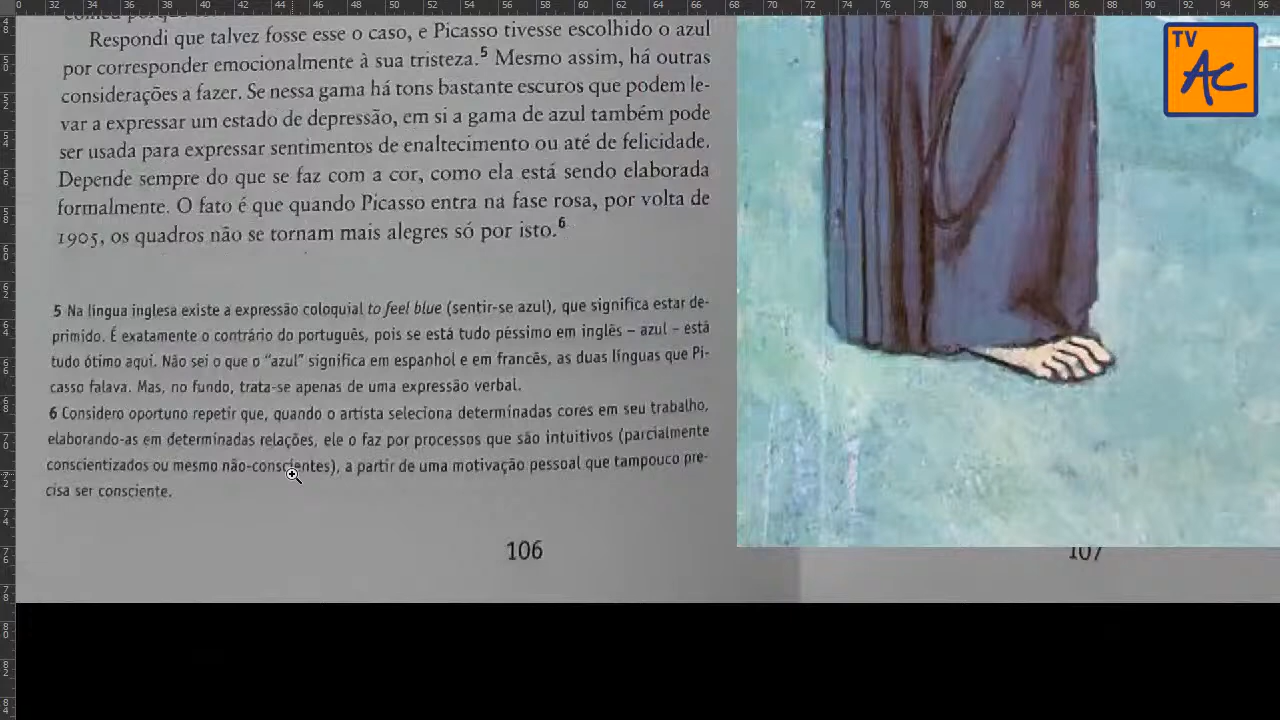 TV
AC
Respondi que talvez fosse esse o caso, e Picasso tivesse escolhido o azul
por corresponder emocionalmente à sua tristeza.5 Mesmo assim, há outras
considerações a fazer. Se nessa gama há tons bastante escuros que podem le-
var a expressar um estado de depressão, em si a gama de azul também pode
ser usada para expressar sentimentos de enaltecimento ou até de felicidade.
Depende sempre do que se faz com a cor, como ela está sendo elaborada
formalmente. O fato é que quando Picasso entra na fase rosa, por volta de
1905, os quadros não se tornam mais alegres só por isto.6
5 Na língua inglesa existe a expressão coloquial to feel blue (sentir-se azul), que significa estar de-
primido. É exatamente o contrário do português, pois se está tudo péssimo em inglês – azul – está
tudo ótimo aqui. Não sei o que o "azul" significa em espanhol e em francês, as duas línguas que Pi-
casso falava. Mas, no fundo, trata-se apenas de uma expressão verbal.
6 Considero oportuno repetir que, quando o artista seleciona determinadas cores em seu trabalho,
elaborando-as em determinadas relações, ele o faz por processos que são intuitivos (parcialmente
conscientizados ou mesmo não-conscientes), a partir de uma motivação pessoal que tampouco pre-
cisa ser consciente.
106
107